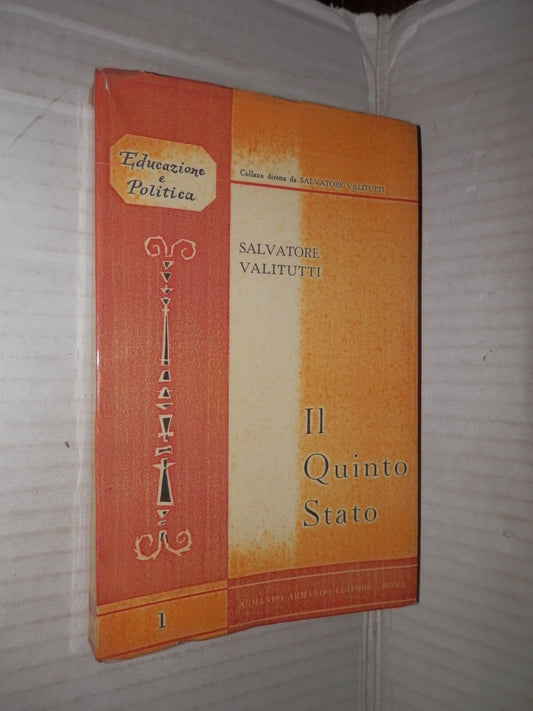 Educazione
e
Politica
Collana diretta da SALVATORE VALITUTTI
SALVATORE
VALITUTTI
Il
Quinto
Stato
1
ARMANDO ARMANDO EDITORE - ROMA